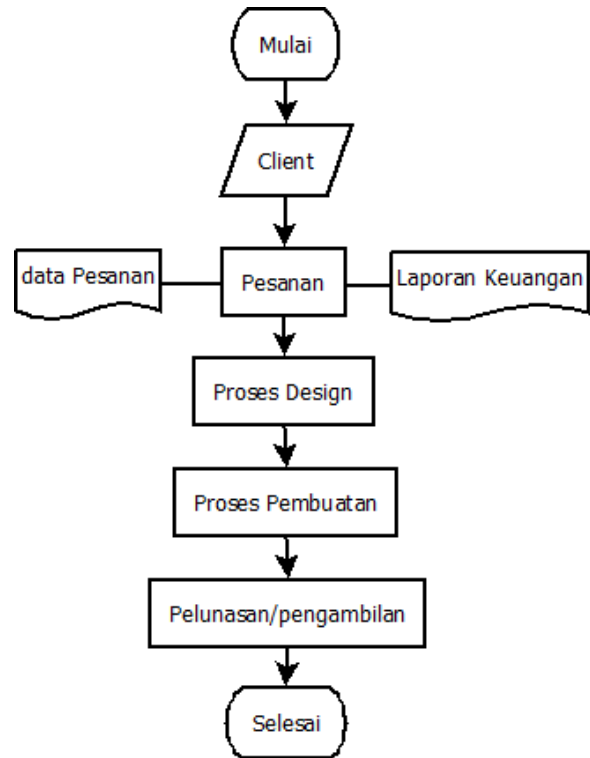 Mulai
Client
data Pesanan
Pesanan
Laporan Keuangan
Proses Design
Proses Pembuatan
Pelunasan/pengambilan
Selesai